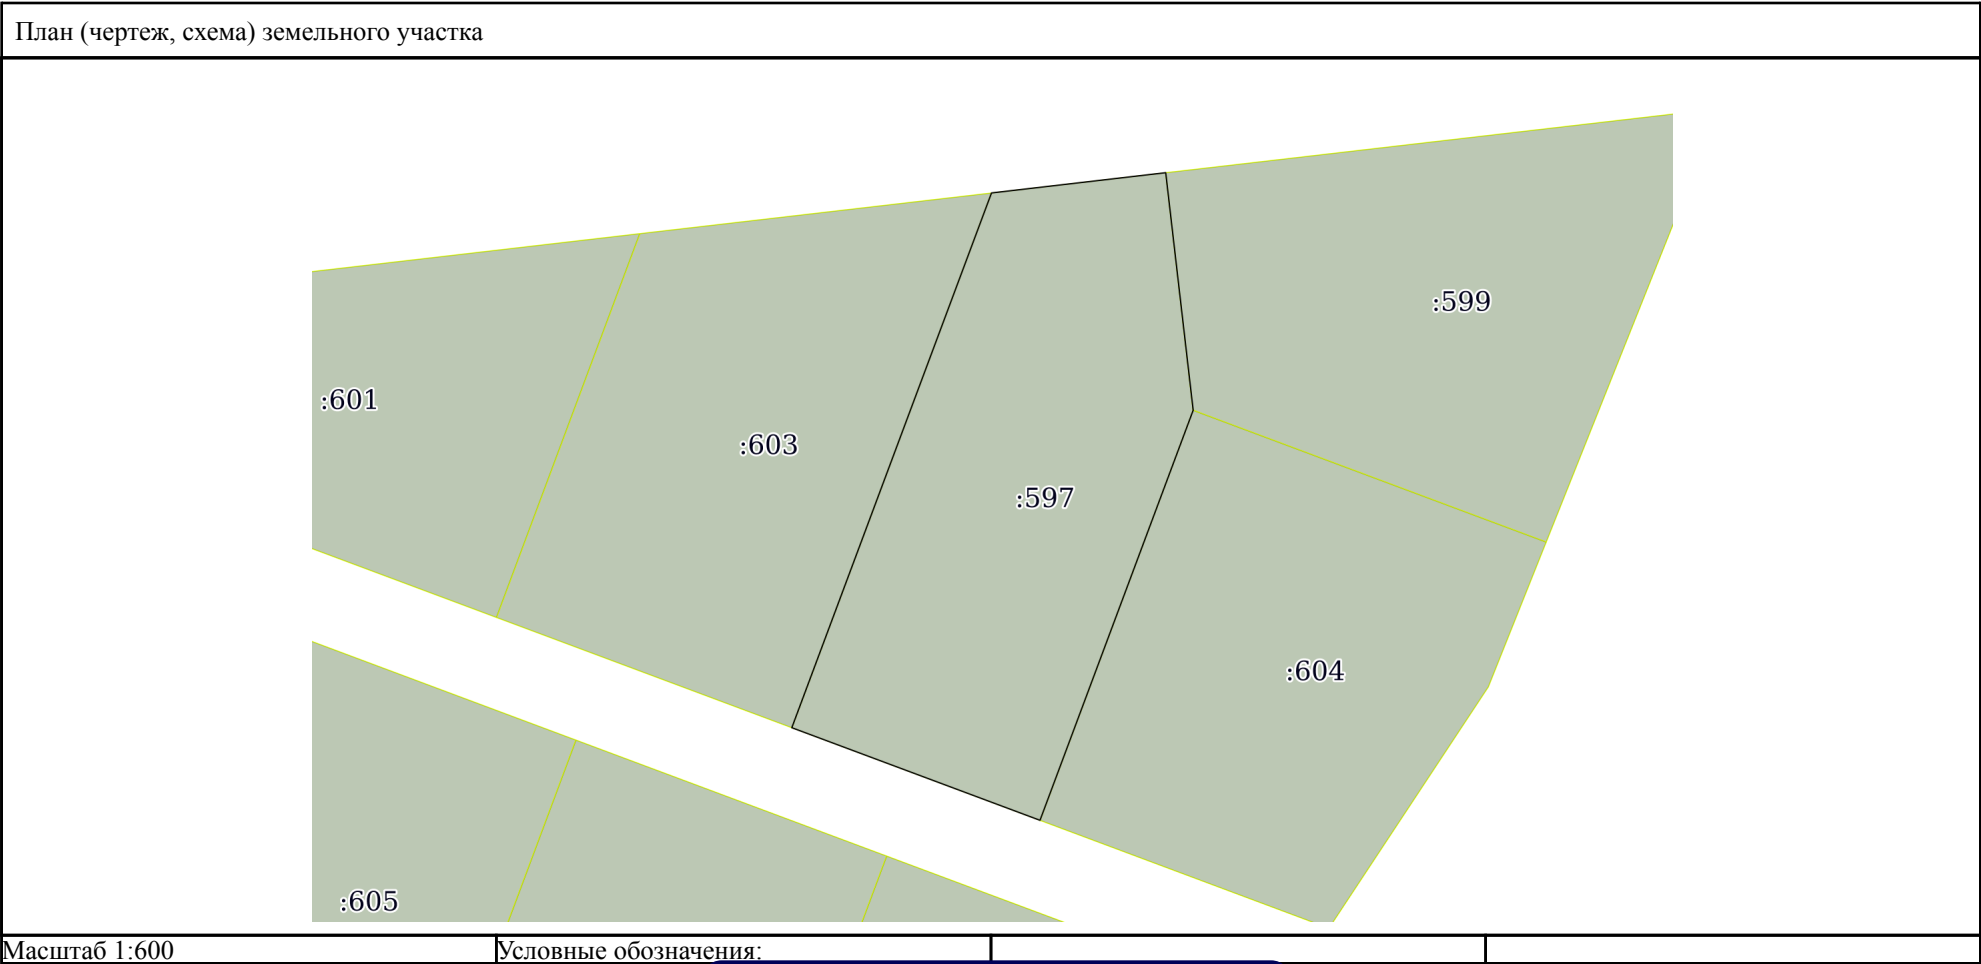 План (чертеж, схема) земельного участка
:599
:601
:603
:597
:604
:605
Масштаб 1:600
Условные обозначения: